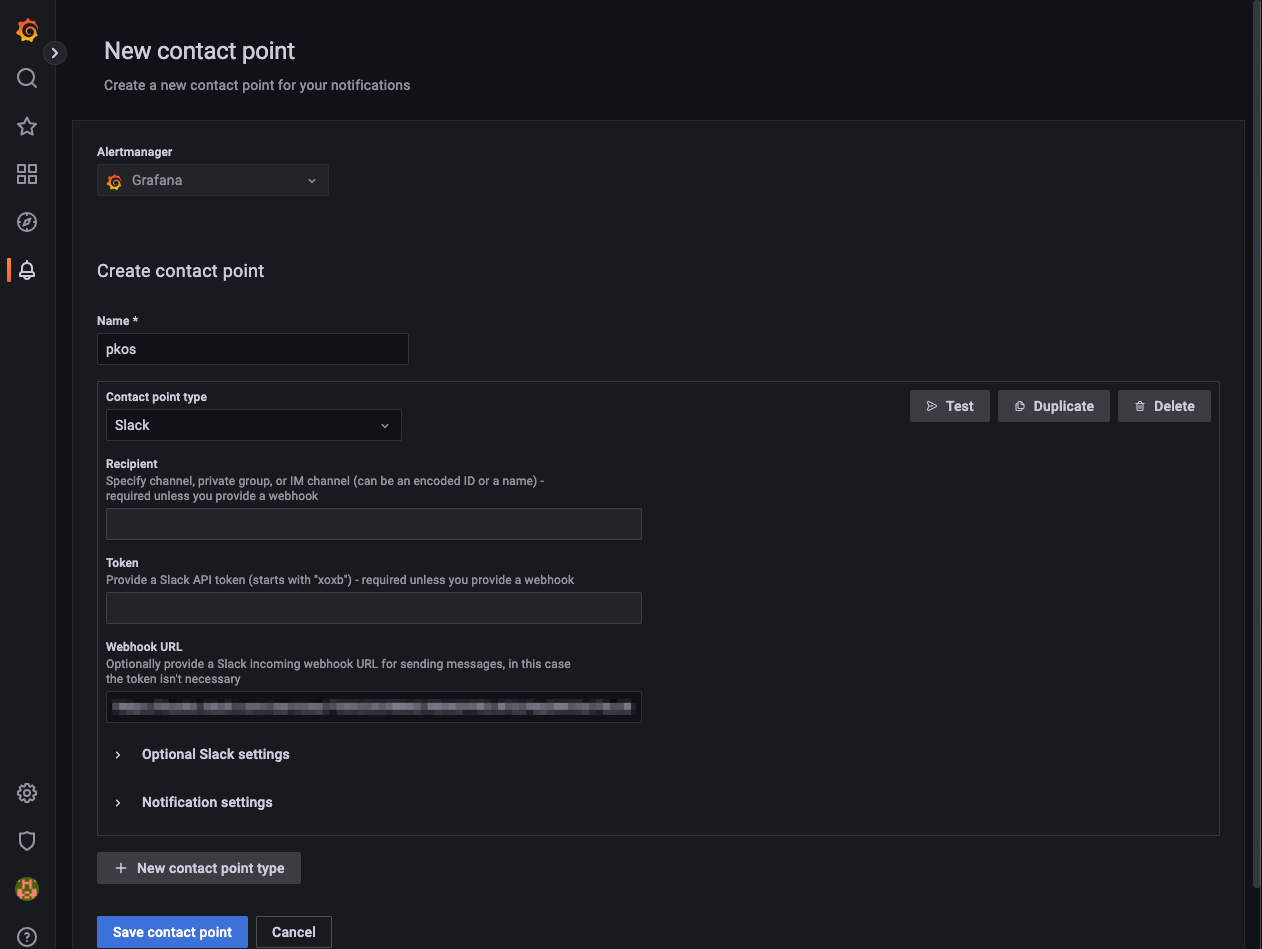 New contact point
Create a new contact point for your notifications
Alertmanager
Grafana
Create contact point
Name *
pkos
Contact point type
Slack
Test
Duplicate
Delete
Recipient
Specify channel, private group, or IM channel (can be an encoded ID or a name) -
required unless you provide a webhook
Token
Provide a Slack API token (starts with "xoxb") - required unless you provide a webhook
Webhook URL
Optionally provide a Slack incoming webhook URL for sending messages, in this case
the token isn't necessary
Optional Slack settings
Notification settings
New contact point type
Save contact point
Cancel